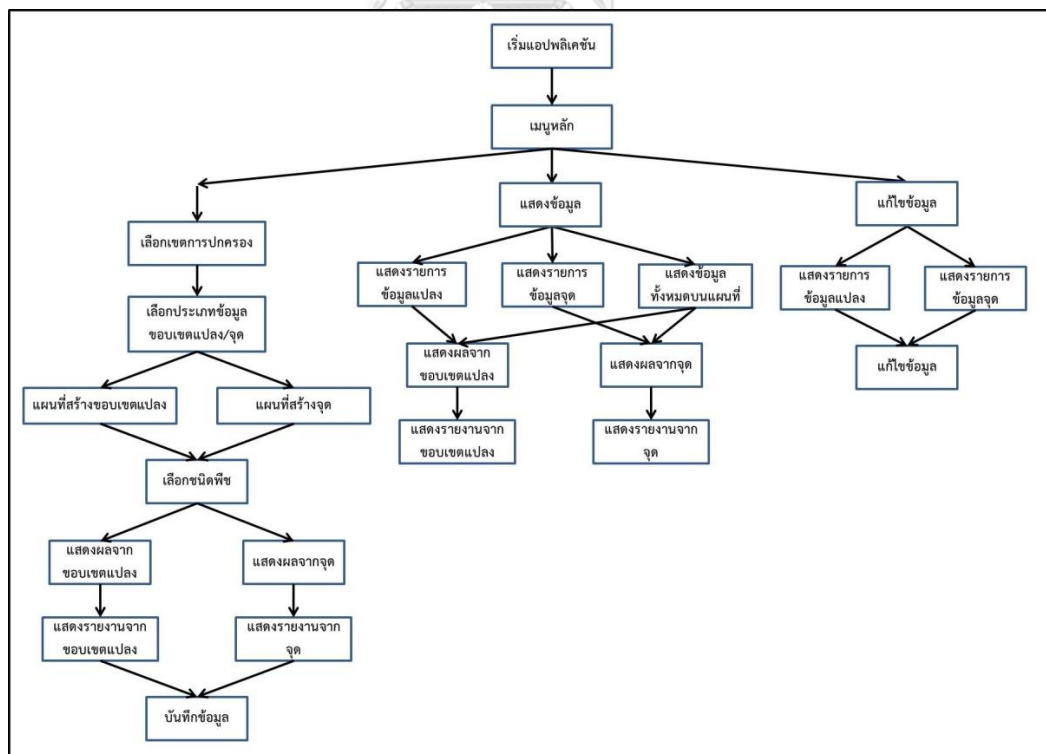 เริ่มแอปพลิเคชัน
เมนูหลัก
เลือกเขตการปกครอง
แสดงข้อมูล
แก้ไขข้อมูล
เลือกประเภทข้อมูล
ขอบเขตแปลง/จุด
แสดงรายการ
ข้อมูลแปลง
แสดงรายการ
ข้อมูลจุด
แสดงข้อมูล
ทั้งหมดบนแผนที่
แสดงรายการ
ข้อมูลแปลง
แสดงรายการ
ข้อมูลจุด
แผนที่สร้างขอบเขตแปลง
แผนที่สร้างจุด
แสดงผลจาก
ขอบเขตแปลง
แสดงผลจากจุด
แก้ไขข้อมูล
แสดงรายงานจาก
ขอบเขตแปลง
แสดงรายงานจาก
จุด
เลือกชนิดพืช
แสดงผลจาก
ขอบเขตแปลง
แสดงผลจากจุด
แสดงรายงานจาก
ขอบเขตแปลง
แสดงรายงานจาก
จุด
บันทึกข้อมูล